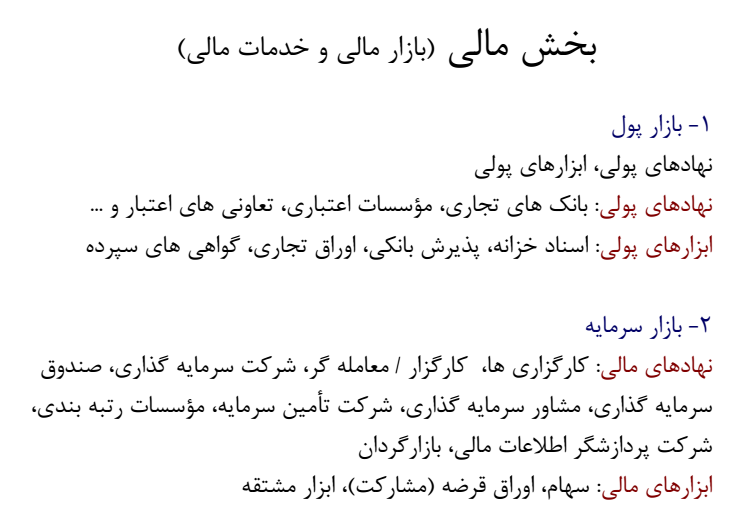 بخش مالی (بازار مالی و خدمات مالی)
۱- بازار پول
نهادهای پولی، ابزارهای پولی
نهادهای پولی: بانک های تجاری، مؤسسات اعتباری، تعاونی های اعتبار و ...
ابزارهای پولی: اسناد خزانه، پذیرش بانکی، اوراق تجاری، گواهی های سپرده
۲- بازار سرمایه
نهادهای مالی: کارگزاری ها، کارگزار / معامله گر، شرکت سرمایه گذاری، صندوق
سرمایه گذاری، مشاور سرمایه گذاری، شرکت تأمین سرمایه، مؤسسات رتبه بندی،
شرکت پردازشگر اطلاعات مالی، بازارگردان
ابزارهای مالی: سهام، اوراق قرضه (مشارکت)، ابزار مشتقه